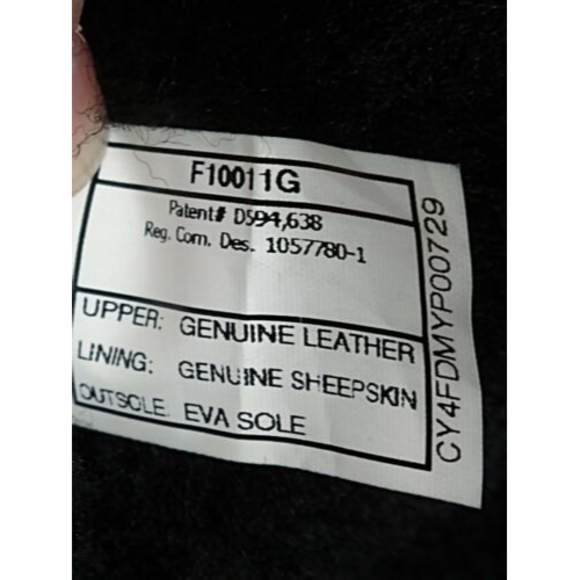 F10011G
Patent# D594,638
Reg. Com. Des. 1057780-1
UPPER: GENUINE LEATHER
LINING: GENUINE SHEEPSKIN
OUTSOLE: EVA SOLE
CY4FDMYP00729